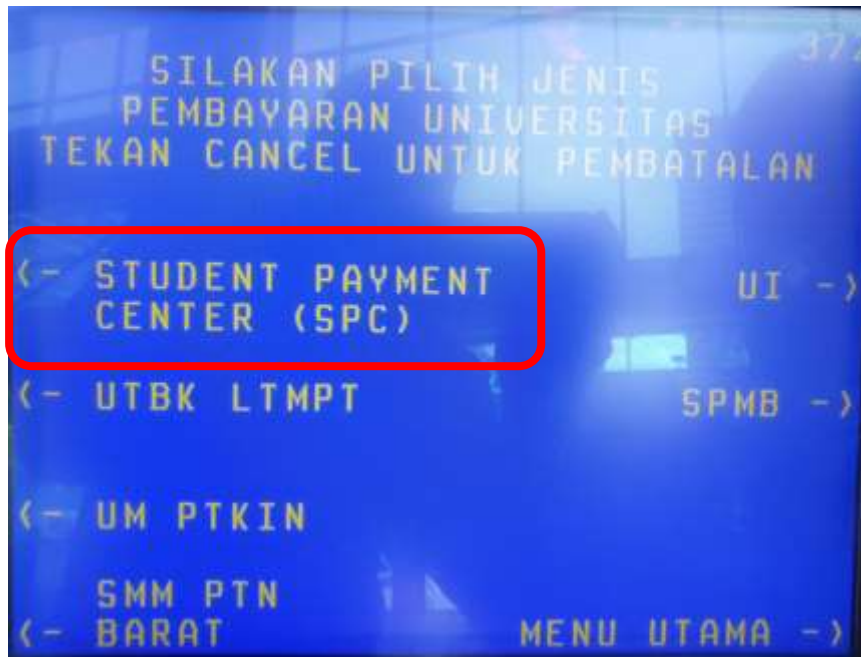 372
SILAKAN PILIH JENIS
PEMBAYARAN UNIVERSITAS
TEKAN CANCEL UNTUK PEMBATALAN
<- STUDENT PAYMENT
CENTER (SPC)
UI ->
<- UTBK LTMPT
SPMB ->
<- UM PTKIN
SMM PTN
<- BARAT
MENU UTAMA ->